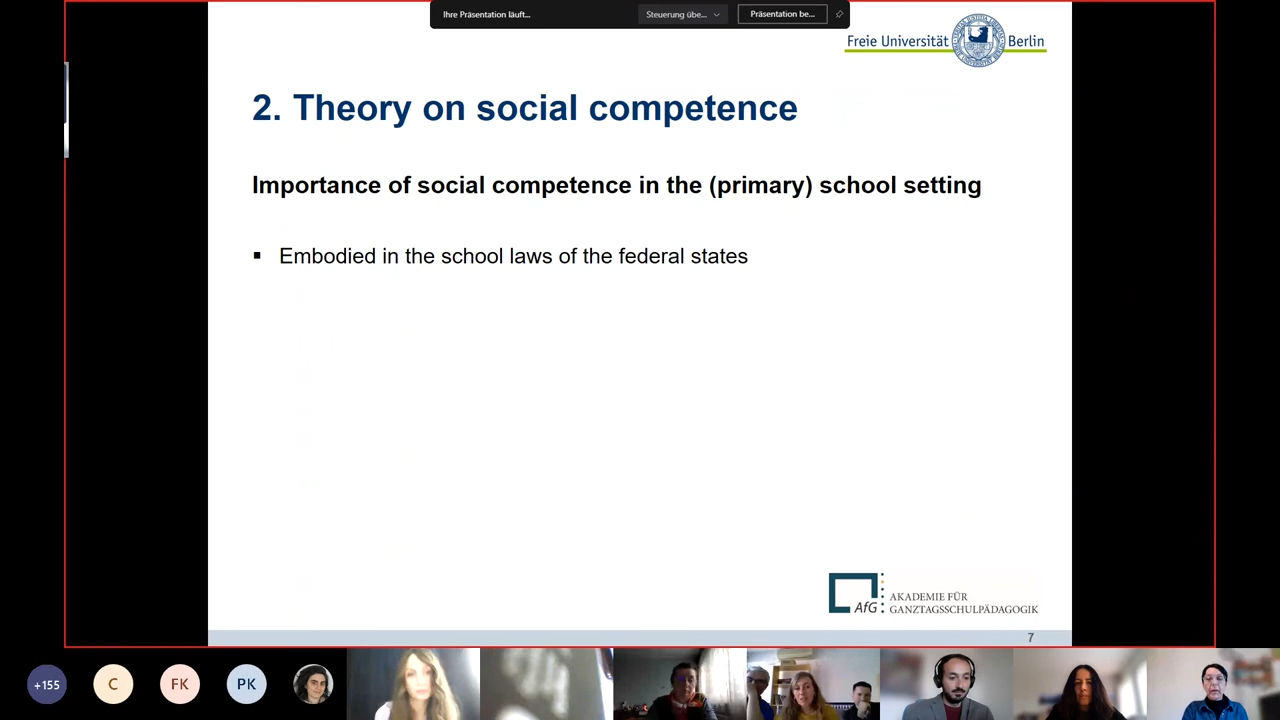 Ihre Präsentation läuft...
Steuerung übe...
Präsentation be...
Freie Universität Berlin
2. Theory on social competence
Importance of social competence in the (primary) school setting
▪ Embodied in the school laws of the federal states
AfG
AKADEMIE FÜR
GANZTAGSSCHULPÄDAGOGIK
7
+155
C
FK
PK